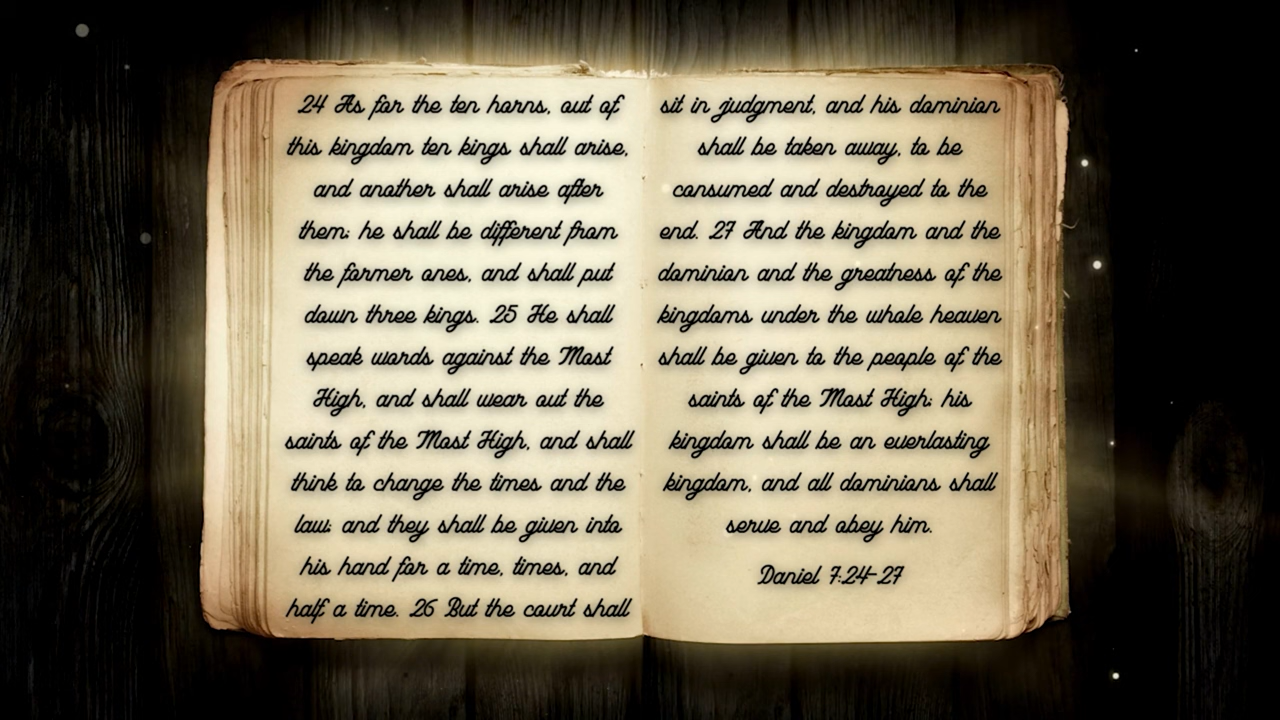 24 As for the ten horns, out of
this kingdom ten kings shall arise,
and another shall arise after
them; he shall be different from
the former ones, and shall put
down three kings. 25 He shall
speak words against the Most
High, and shall wear out the
saints of the Most High, and shall
think to change the times and the
law; and they shall be given into
his hand for a time, times, and
half a time. 26 But the court shall
sit in judgment, and his dominion
shall be taken away, to be
consumed and destroyed to the
end. 27 And the kingdom and the
dominion and the greatness of the
kingdoms under the whole heaven
shall be given to the people of the
saints of the Most High; his
kingdom shall be an everlasting
kingdom, and all dominions shall
serve and obey him.
Daniel 7:24-27